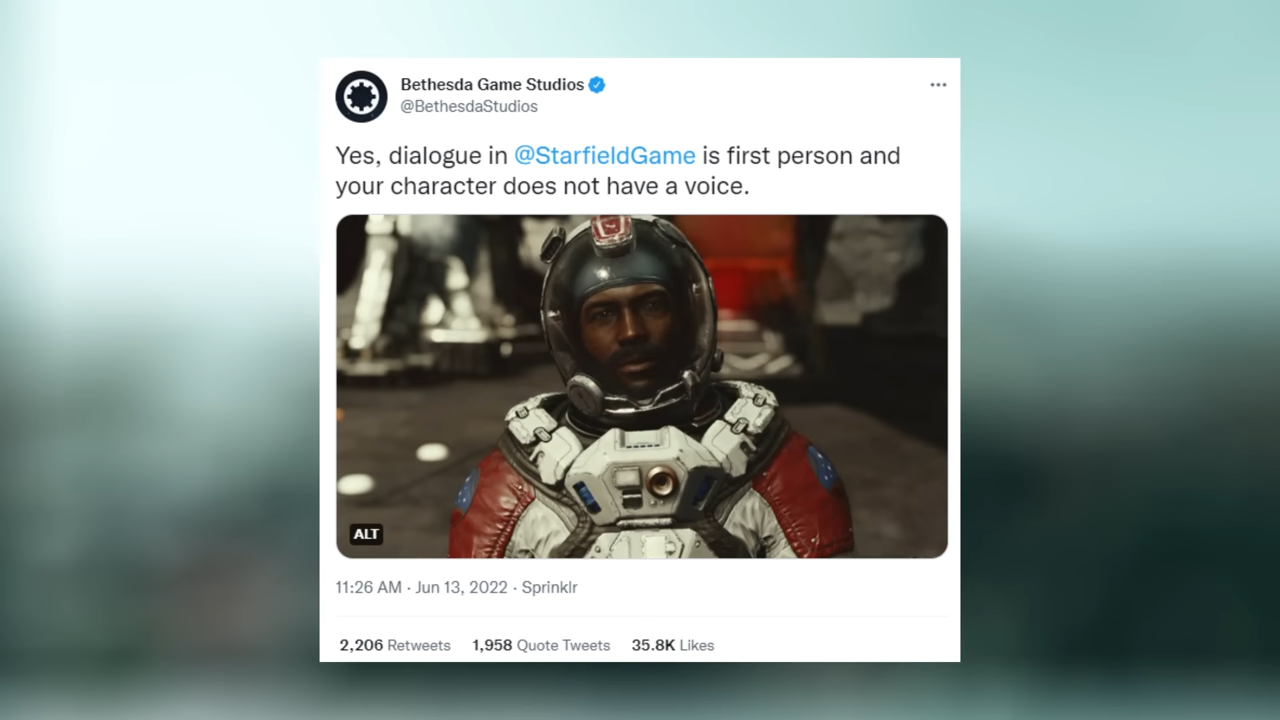 Bethesda Game Studios
@BethesdaStudios
Yes, dialogue in @StarfieldGame is first person and
your character does not have a voice.
ALT
11:26 AM · Jun 13, 2022 · Sprinklr
2,206 Retweets 1,958 Quote Tweets 35.8K Likes